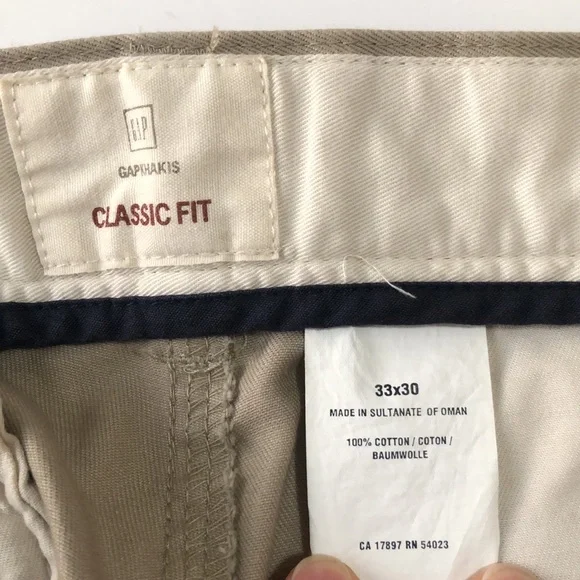 GAP
GAPKHAKIS
CLASSIC FIT
33x30
MADE IN SULTANATE OF OMAN
100% COTTON / COTON /
BAUMWOLLE
CA 17897 RN 54023